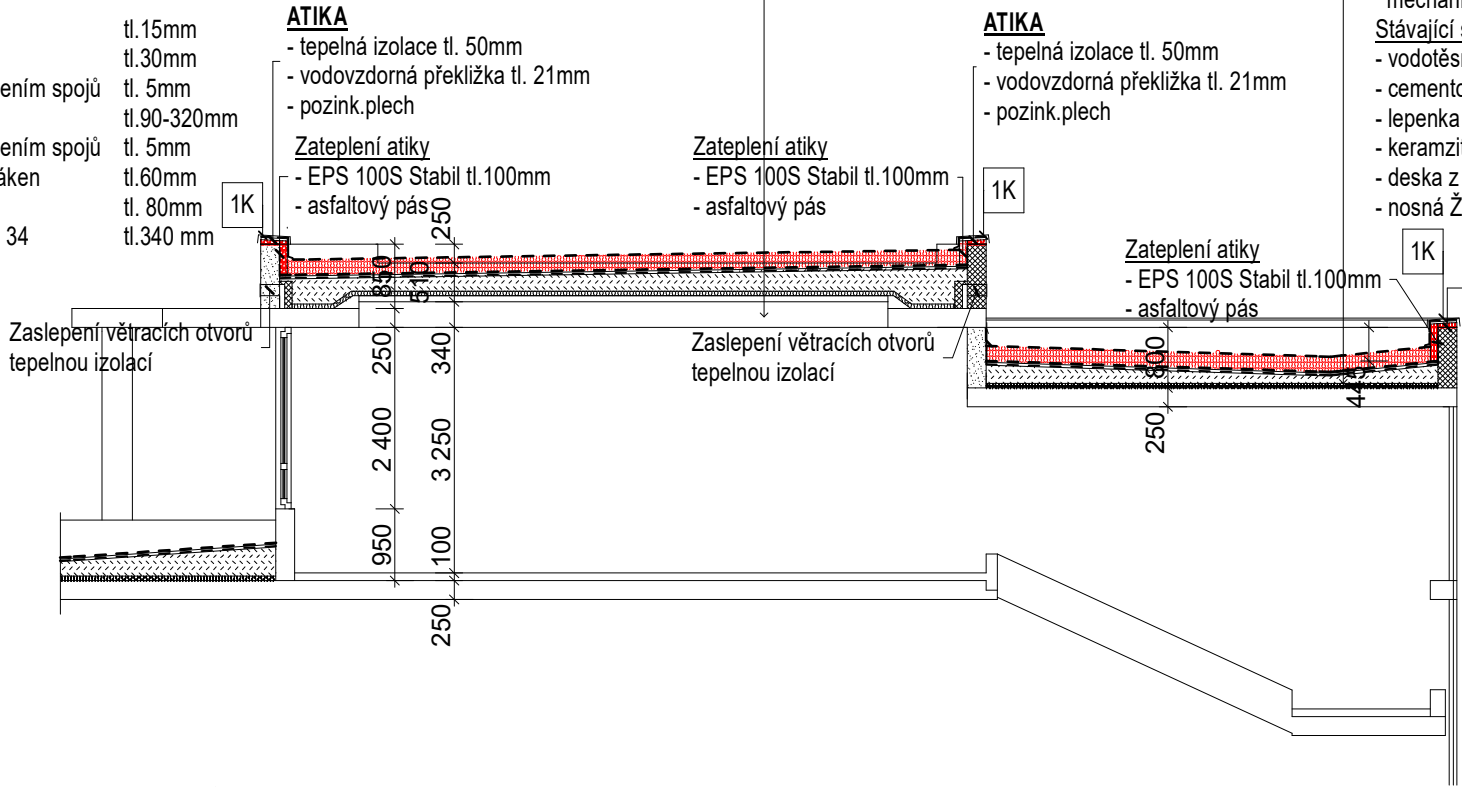 tl.15mm
tl.30mm
ením spojů tl. 5mm
tl.90-320mm
ením spojů tl. 5mm
áken tl.60mm
tl. 80mm
34 tl.340 mm
ATIKA
- tepelná izolace tl. 50mm
- vodovzdorná překližka tl. 21mm
- pozink.plech
Zateplení atiky
- EPS 100S Stabil tl.100mm
- asfaltový pás
1K
Zateplení atiky
- EPS 100S Stabil tl.100mm
- asfaltový pás
ATIKA
- tepelná izolace tl. 50mm
- vodovzdorná překližka tl. 21mm
- pozink.plech
1K
Stávající
- vodotěsn
- cemento
- lepenka
- keramzit
- deska z
- nosná Ž
1K
Zateplení atiky
- EPS 100S Stabil tl.100mm
- asfaltový pás
Zaslepení větracích otvorů
tepelnou izolací
Zaslepení větracích otvorů
tepelnou izolací
850
250
2 400
950
250
510
340
3 250
100
250
800
250